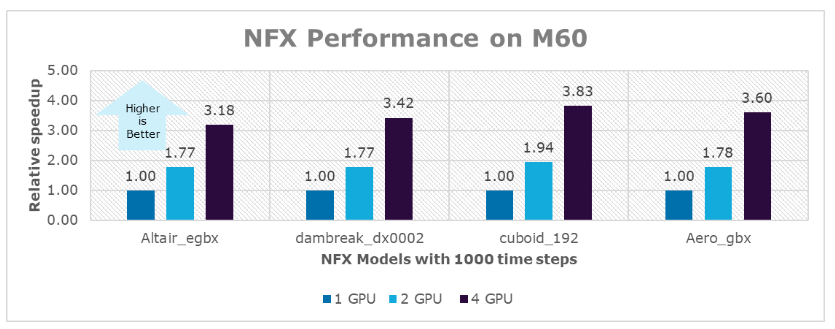 NFX Performance on M60
5.00
4.00
3.00
2.00
1.00
0.00
Relative speedup
Higher
is
Better
1.00
1.77
3.18
1.00
1.77
3.42
1.00
1.94
3.83
1.00
1.78
3.60
Altair_egbx
dambreak_dx0002
cuboid_192
Aero_gbx
NFX Models with 1000 time steps
1 GPU
2 GPU
4 GPU